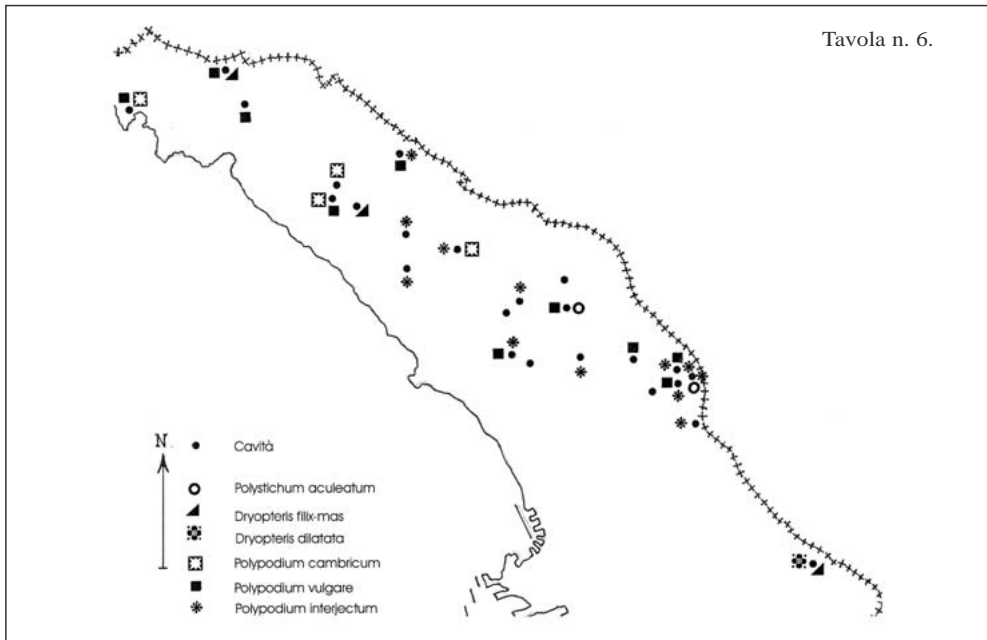 Tavola n. 6.
N
Cavità
Polystichum aculeatum
Dryopteris filix-mas
Dryopteris dilatata
Polypodium cambricum
Polypodium vulgare
Polypodium interjectum